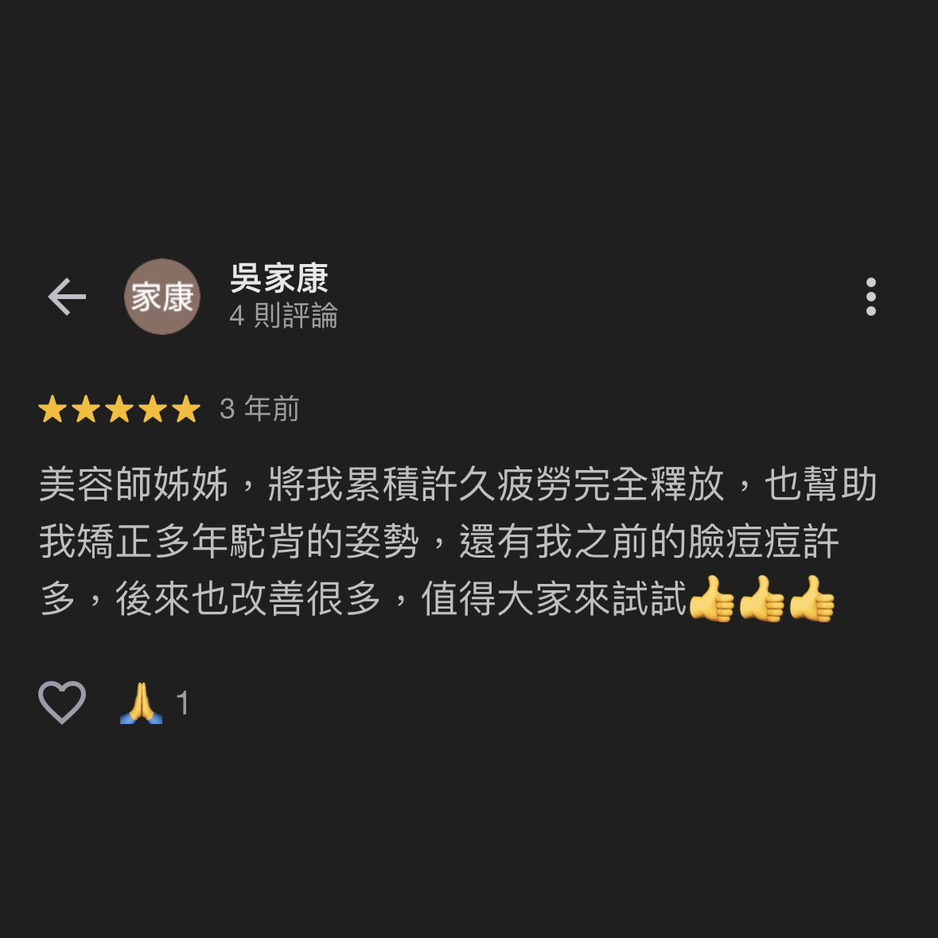 家康
吳家康
4 則評論
3 年前
美容師姊姊，將我累積許久疲勞完全釋放，也幫助
我矯正多年駝背的姿勢，還有我之前的臉痘痘許
多，後來也改善很多，值得大家來試試👍👍👍
🙏 1